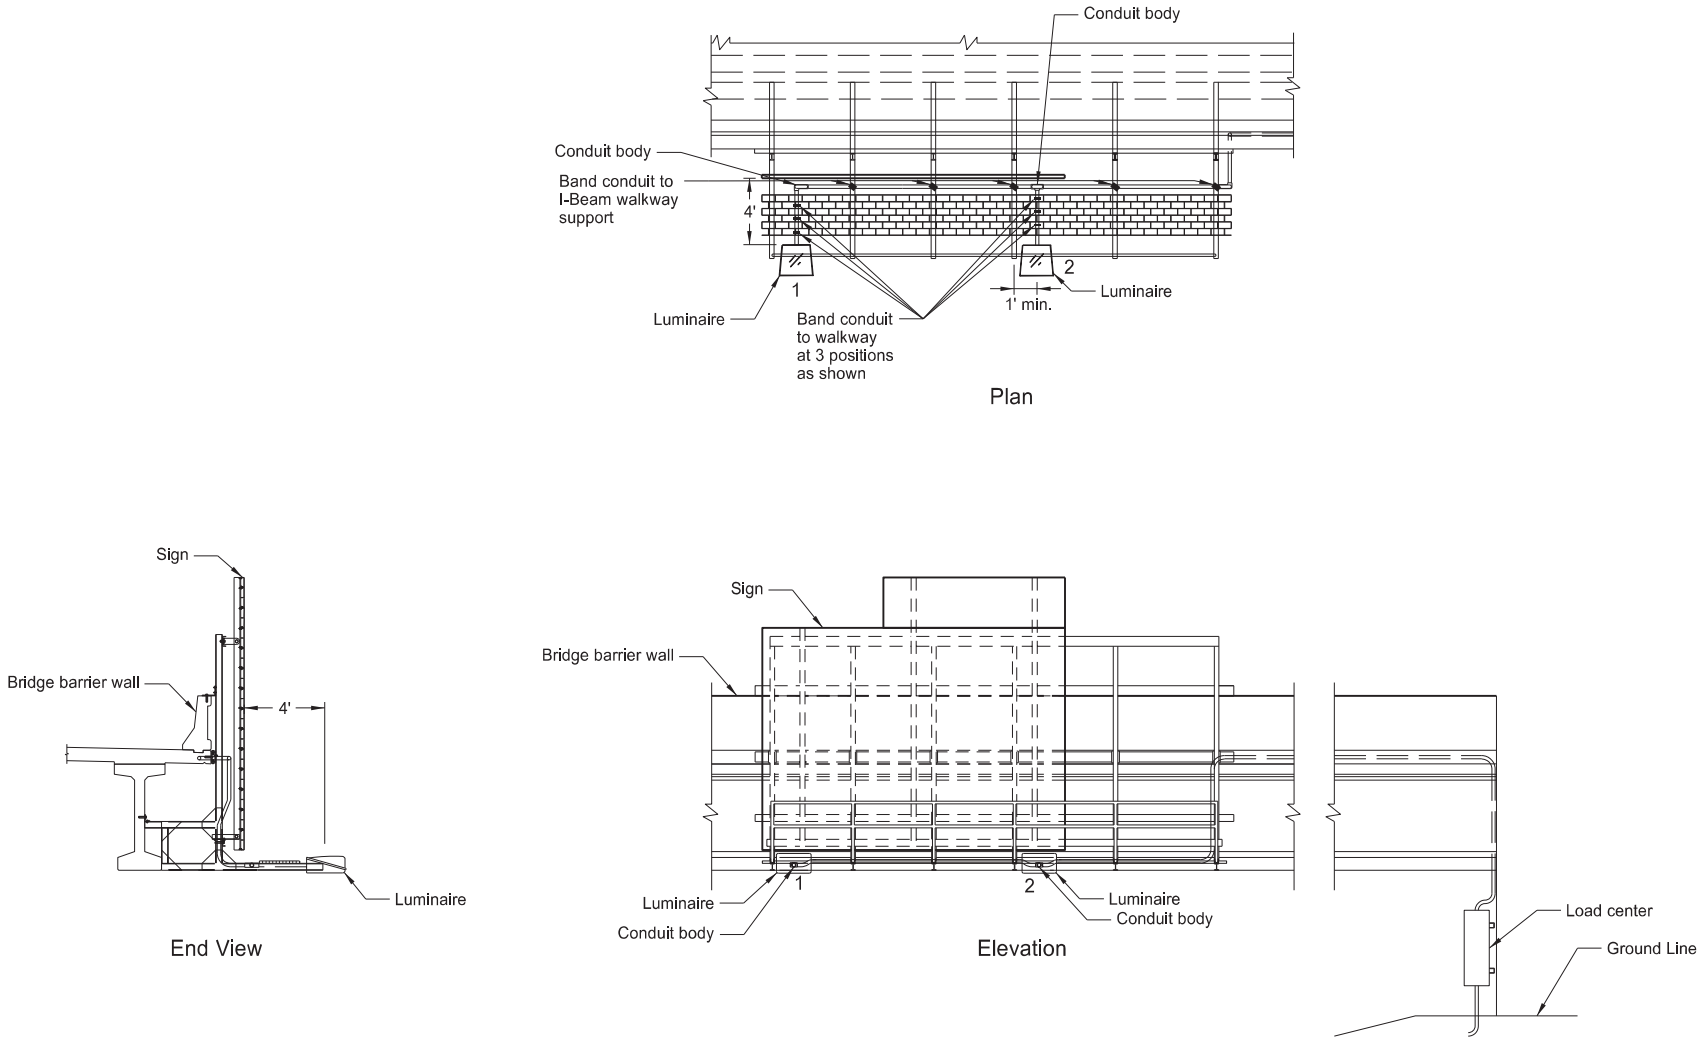 Conduit body
Conduit body
Band conduit to
I-Beam walkway
support
4'
1
2
Luminaire
1' min.
Luminaire
Band conduit
to walkway
at 3 positions
as shown
Plan
Sign
Bridge barrier wall
4'
Luminaire
End View
Sign
Bridge barrier wall
1
2
Luminaire
Conduit body
Luminaire
Conduit body
Elevation
Load center
Ground Line